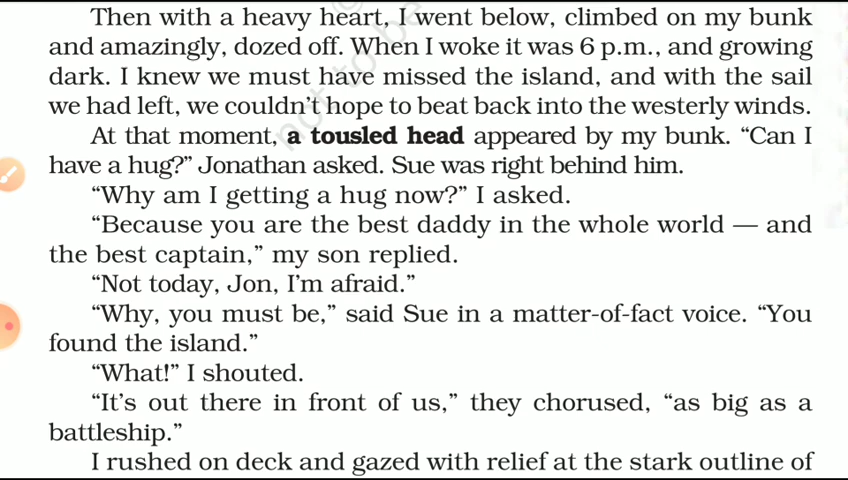 Then with a heavy heart, I went below, climbed on my bunk
and amazingly, dozed off. When I woke it was 6 p.m., and growing
dark. I knew we must have missed the island, and with the sail
we had left, we couldn't hope to beat back into the westerly winds.
At that moment, a tousled head appeared by my bunk. “Can I
have a hug?” Jonathan asked. Sue was right behind him.
“Why am I getting a hug now?” I asked.
“Because you are the best daddy in the whole world — and
the best captain,” my son replied.
“Not today, Jon, I'm afraid.”
“Why, you must be,” said Sue in a matter-of-fact voice. “You
found the island.”
“What!” I shouted.
“It's out there in front of us,” they chorused, “as big as a
battleship.”
I rushed on deck and gazed with relief at the stark outline of
not to be